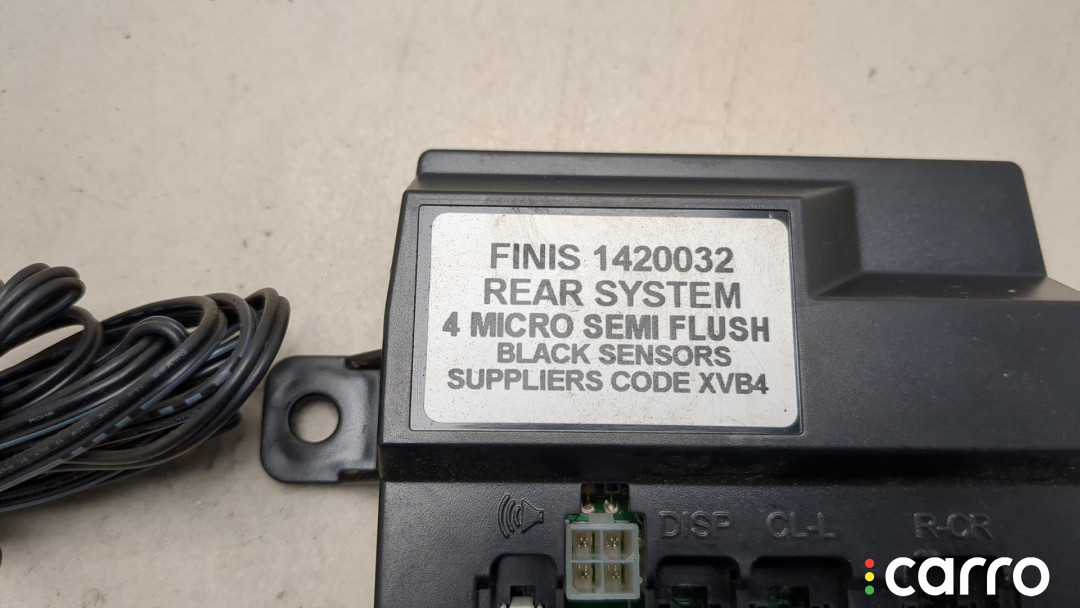 FINIS 1420032
REAR SYSTEM
4 MICRO SEMI FLUSH
BLACK SENSORS
SUPPLIERS CODE XVB4
DISP CL-L R-CR
carro